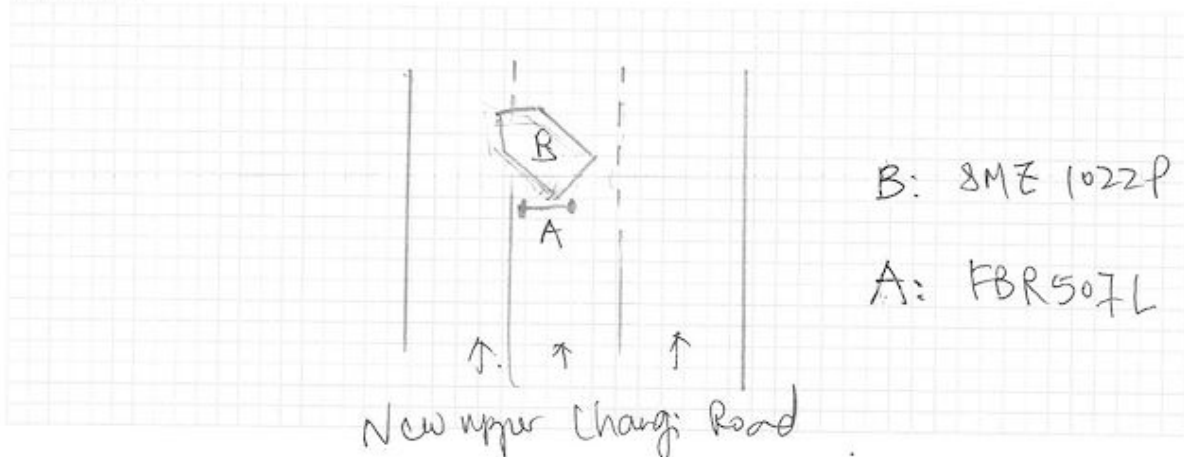 B
A
B: SMZ 1022P
A: FBR507L
New upper Changi Road